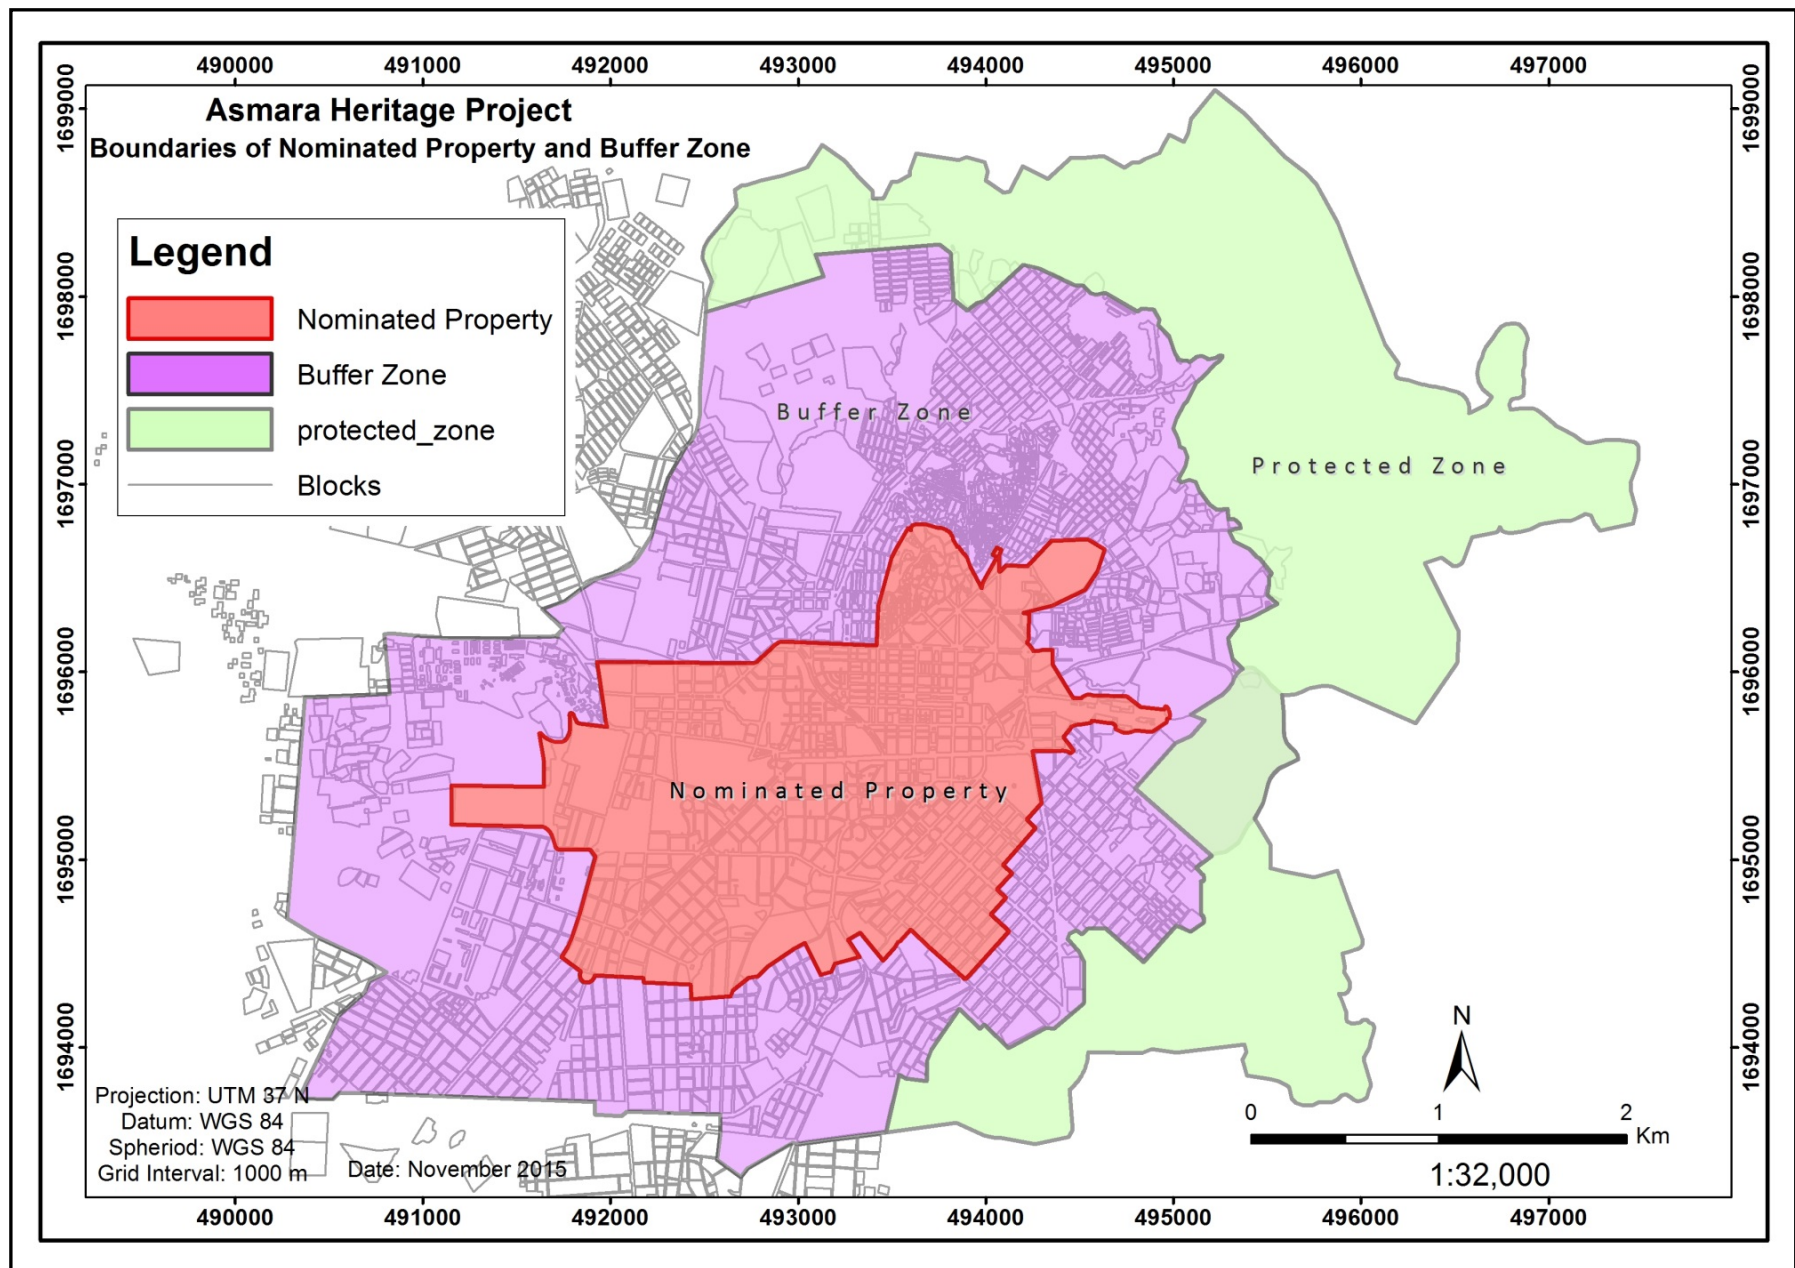 490000 491000 492000 493000 494000 495000 496000 497000
Asmara Heritage Project
Boundaries of Nominated Property and Buffer Zone
Legend
Nominated Property
Buffer Zone
protected_zone
Blocks
1699000
1698000
1697000
1696000
1695000
1694000
1699000
1698000
1697000
1696000
1695000
1694000
Buffer Zone
Protected Zone
Nominated Property
N
0 1 2
Km
1:32,000
Projection: UTM 37 N
Datum: WGS 84
Spheriod: WGS 84
Grid Interval: 1000 m
Date: November 2015
490000 491000 492000 493000 494000 495000 496000 497000